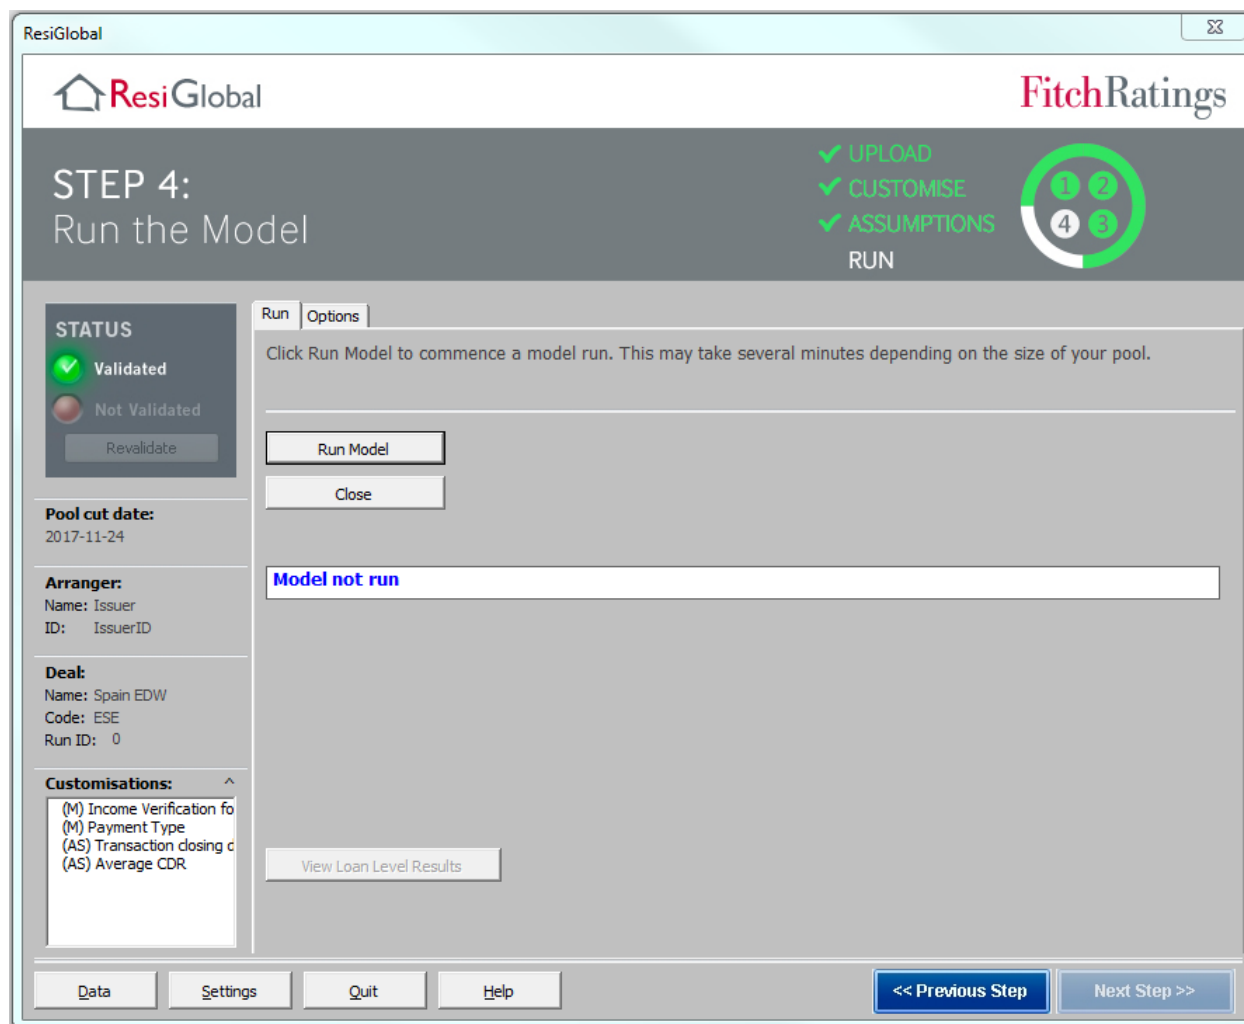 ResiGlobal
ResiGlobal
FitchRatings
STEP 4:
Run the Model
UPLOAD
CUSTOMISE
ASSUMPTIONS
RUN
1 2
4 3
STATUS
Validated
Not Validated
Revalidate
Pool cut date:
2017-11-24
Arranger:
Name: Issuer
ID: IssuerID
Deal:
Name: Spain EDW
Code: ESE
Run ID: 0
Customisations: ^
(M) Income Verification fo
(M) Payment Type
(AS) Transaction closing d
(AS) Average CDR
Run Options
Click Run Model to commence a model run. This may take several minutes depending on the size of your pool.
Run Model
Close
Model not run
View Loan Level Results
Data Settings Quit Help << Previous Step Next Step >>